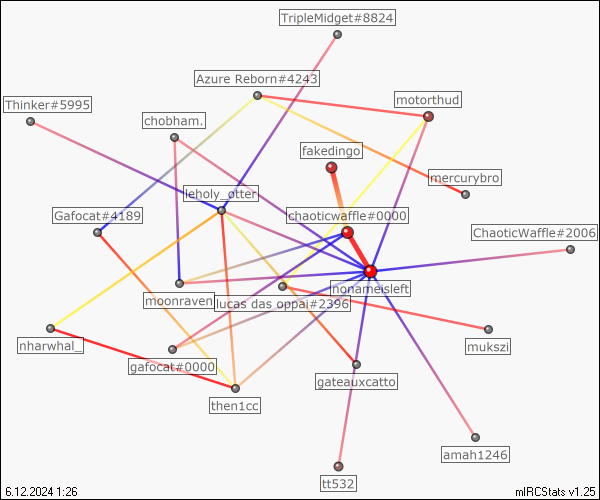 TripleMidget#8824
Azure Reborn#4243
motorthud
Thinker#5995
chobham.
fakedingo
mercurybro
leholy_otter
Gafocat#4189
chaoticwaffle#0000
ChaoticWaffle#2006
nonameisleft
moonraven_
lucas das oppai#2396
nharwhal_
gafocat#0000
mukszi
gateauxcatto
then1cc
amah1246
tt532
6.12.2024 1:26
mIRCStats v1.25